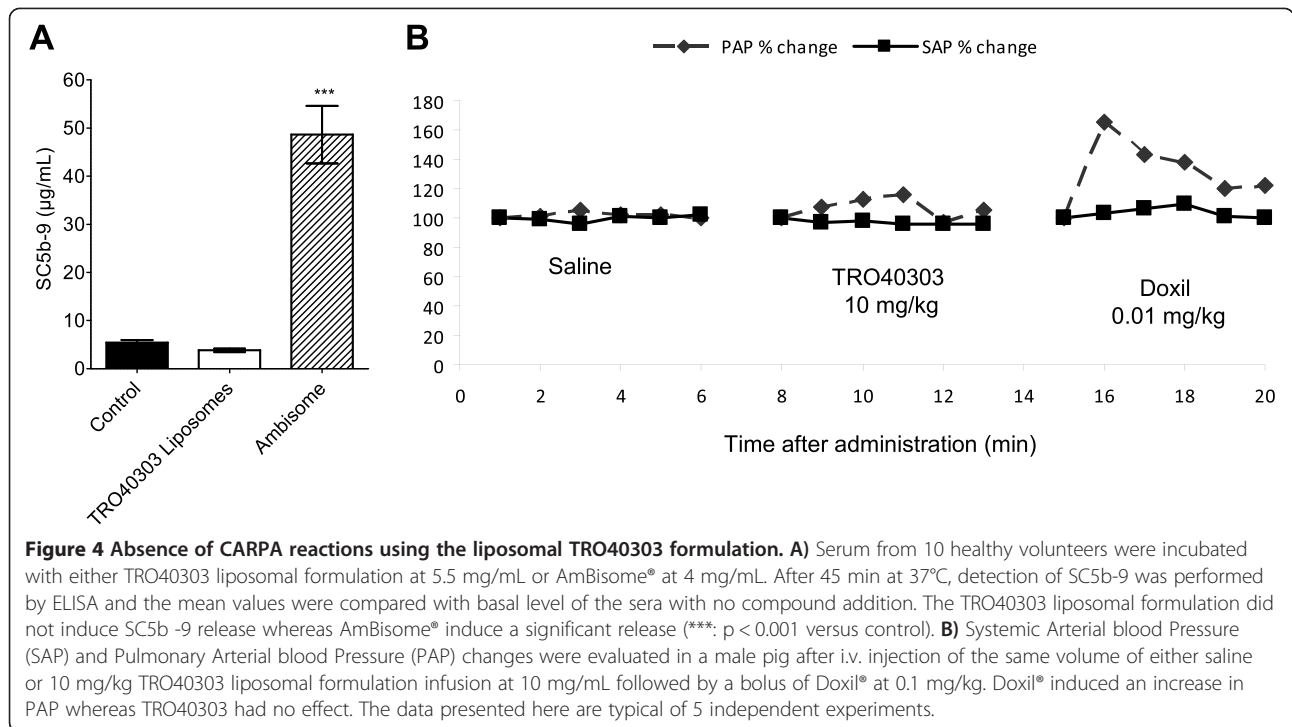 A
B
PAP % change
SAP % change
60
50
40
30
20
10
0
SC5b-9 (µg/mL)
***
Control
TRO40303 Liposomes
Ambisome
180
160
140
120
100
80
60
40
20
0
Saline
TRO40303
10 mg/kg
Doxil
0.01 mg/kg
0 2 4 6 8 10 12 14 16 18 20
Time after administration (min)
Figure 4 Absence of CARPA reactions using the liposomal TRO40303 formulation. A) Serum from 10 healthy volunteers were incubated
with either TRO40303 liposomal formulation at 5.5 mg/mL or AmBisome® at 4 mg/mL. After 45 min at 37°C, detection of SC5b-9 was performed
by ELISA and the mean values were compared with basal level of the sera with no compound addition. The TRO40303 liposomal formulation did
not induce SC5b -9 release whereas AmBisome® induce a significant release (***: p < 0.001 versus control). B) Systemic Arterial blood Pressure
(SAP) and Pulmonary Arterial blood Pressure (PAP) changes were evaluated in a male pig after i.v. injection of the same volume of either saline
or 10 mg/kg TRO40303 liposomal formulation infusion at 10 mg/mL followed by a bolus of Doxil® at 0.1 mg/kg. Doxil® induced an increase in
PAP whereas TRO40303 had no effect. The data presented here are typical of 5 independent experiments.